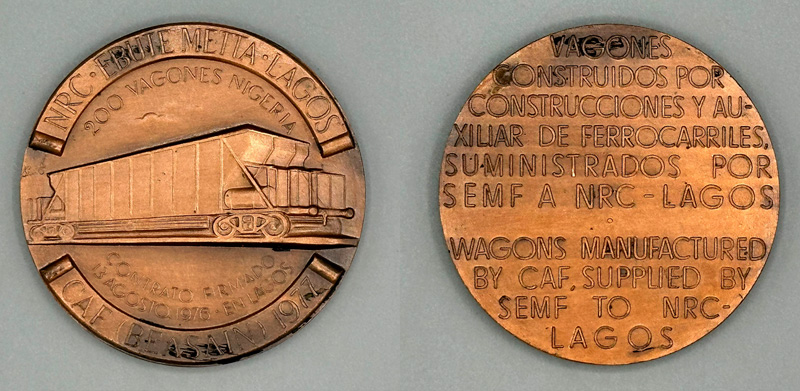 NRC · EBUTE METTA · LAGOS
200 VAGONES NIGERIA
CONTRATO FIRMADO
13 AGOSTO 1976 · EN LAGOS
CAF (BEASAIN) 1977
VAGONES
CONSTRUIDOS POR
CONSTRUCCIONES Y AU-
XILIAR DE FERROCARRILES,
SUMINISTRADOS POR
SEMF A NRC - LAGOS
WAGONS MANUFACTURED
BY CAF, SUPPLIED BY
SEMF TO NRC-
LAGOS